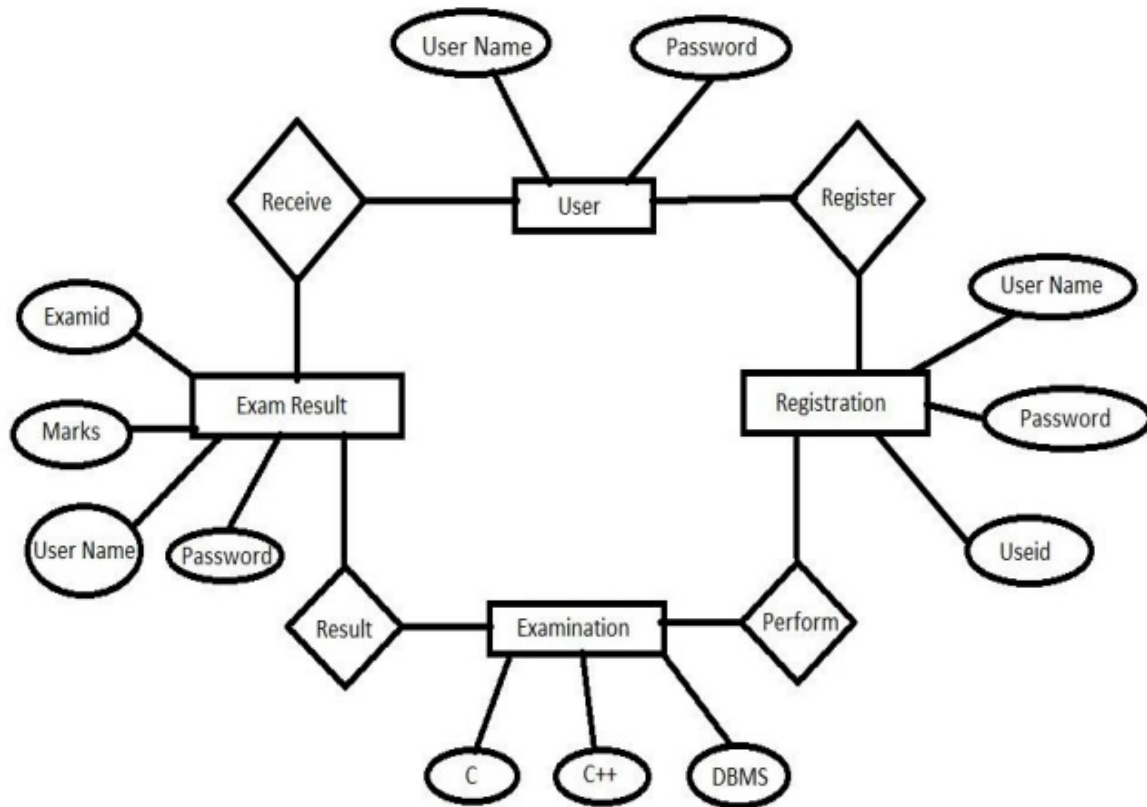 User Name
Password
Receive
User
Register
Examid
User Name
Exam Result
Registration
Marks
Password
User Name
Password
Useid
Result
Examination
Perform
C
C++
DBMS